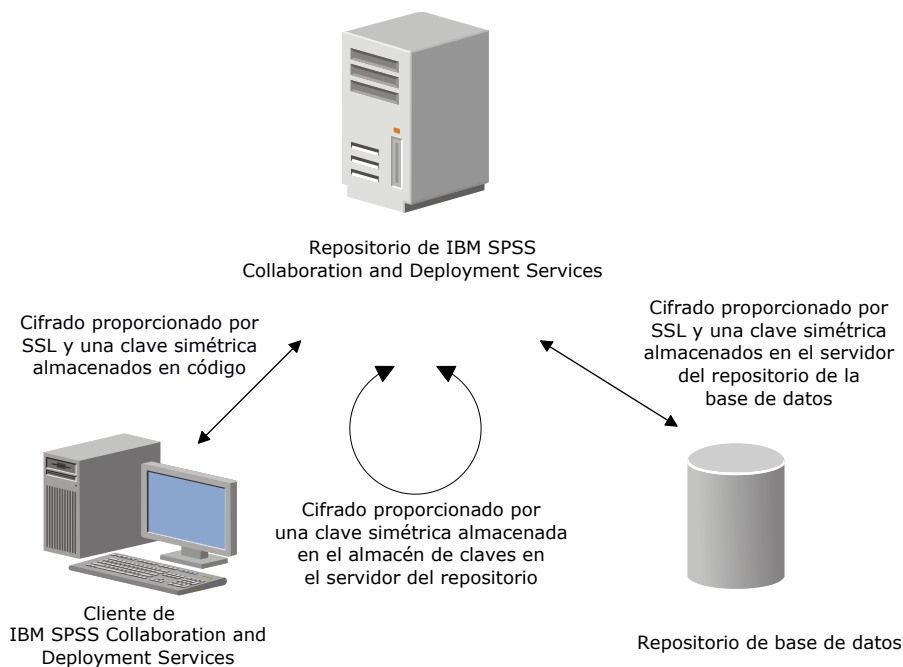 Repositorio de IBM SPSS
Collaboration and Deployment Services
Cifrado proporcionado por
SSL y una clave simétrica
almacenados en código
Cifrado proporcionado por
SSL y una clave simétrica
almacenados en el servidor
del repositorio de la
base de datos
Cifrado proporcionado por
una clave simétrica almacenada
en el almacén de claves en
el servidor del repositorio
Cliente de
IBM SPSS Collaboration and
Deployment Services
Repositorio de base de datos